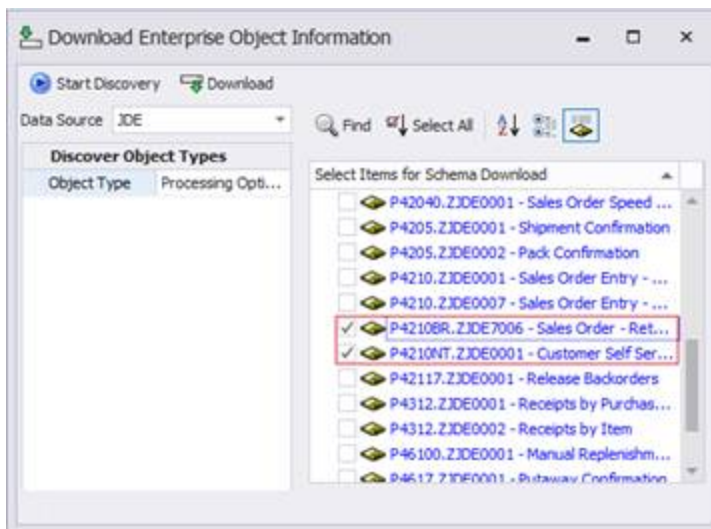 Download Enterprise Object Information
Start Discovery Download
Data Source JDE
Find Select All
Discover Object Types
Object Type Processing Opti...
Select Items for Schema Download
P42040.ZJDE0001 - Sales Order Speed ...
P4205.ZJDE0001 - Shipment Confirmation
P4205.ZJDE0002 - Pack Confirmation
P4210.ZJDE0001 - Sales Order Entry - ...
P4210.ZJDE0007 - Sales Order Entry - ...
P4210BR.ZJDE7006 - Sales Order - Ret...
P4210NT.ZJDE0001 - Customer Self Ser...
P42117.ZJDE0001 - Release Backorders
P4312.ZJDE0001 - Receipts by Purchas...
P4312.ZJDE0002 - Receipts by Item
P46100.ZJDE0001 - Manual Replenishm...
P4617.ZJDE0001 - Putaway Confirmation